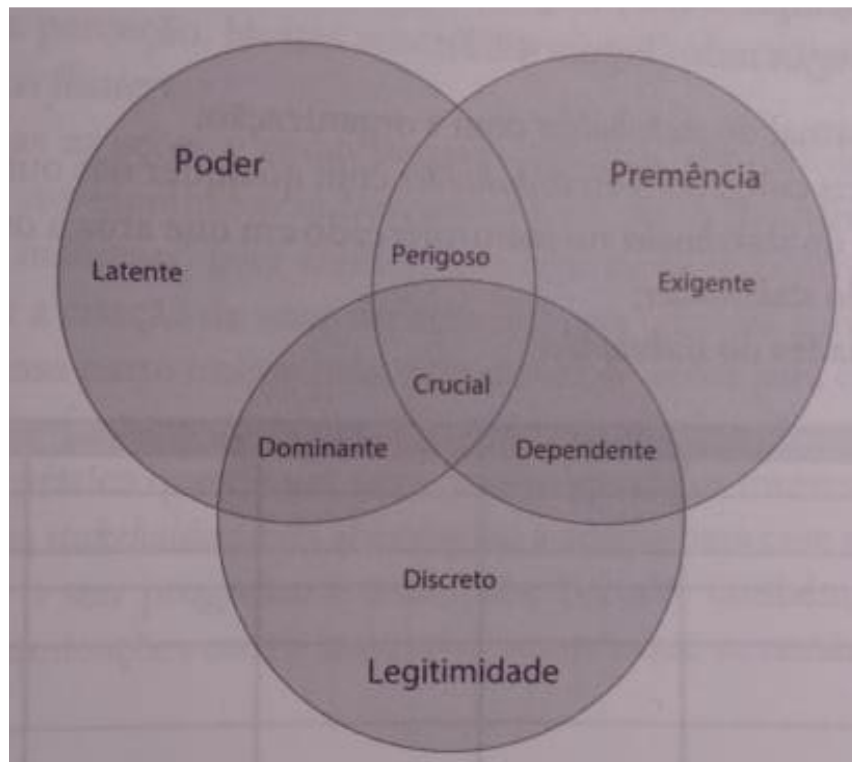 Poder
Premência
Latente
Perigoso
Exigente
Crucial
Dominante
Dependente
Discreto
Legitimidade